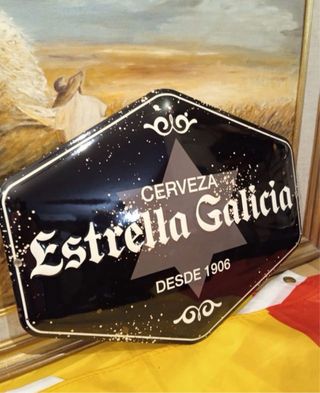 CERVEZA
Estrella Galicia
DESDE 1906